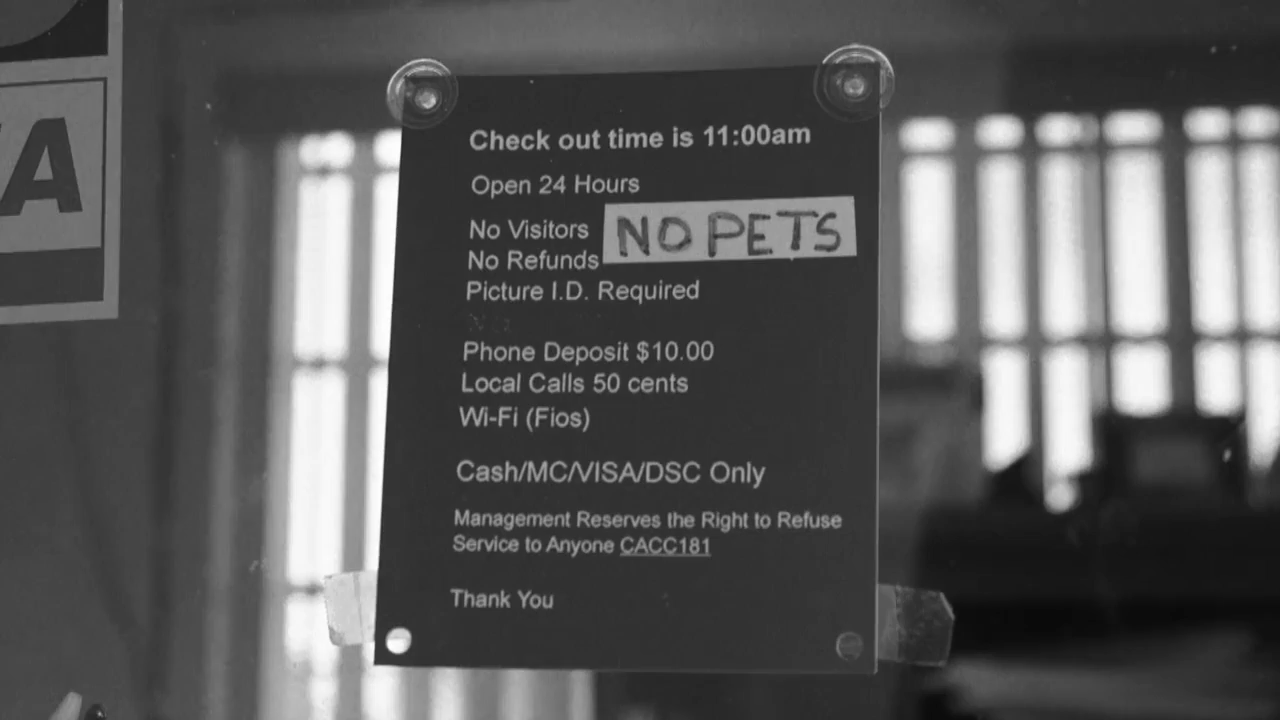 Check out time is 11:00am
Open 24 Hours
No Visitors
NO PETS
No Refunds
Picture I.D. Required
Phone Deposit $10.00
Local Calls 50 cents
Wi-Fi (Fios)
Cash/MC/VISA/DSC Only
Management Reserves the Right to Refuse
Service to Anyone CACC181
Thank You